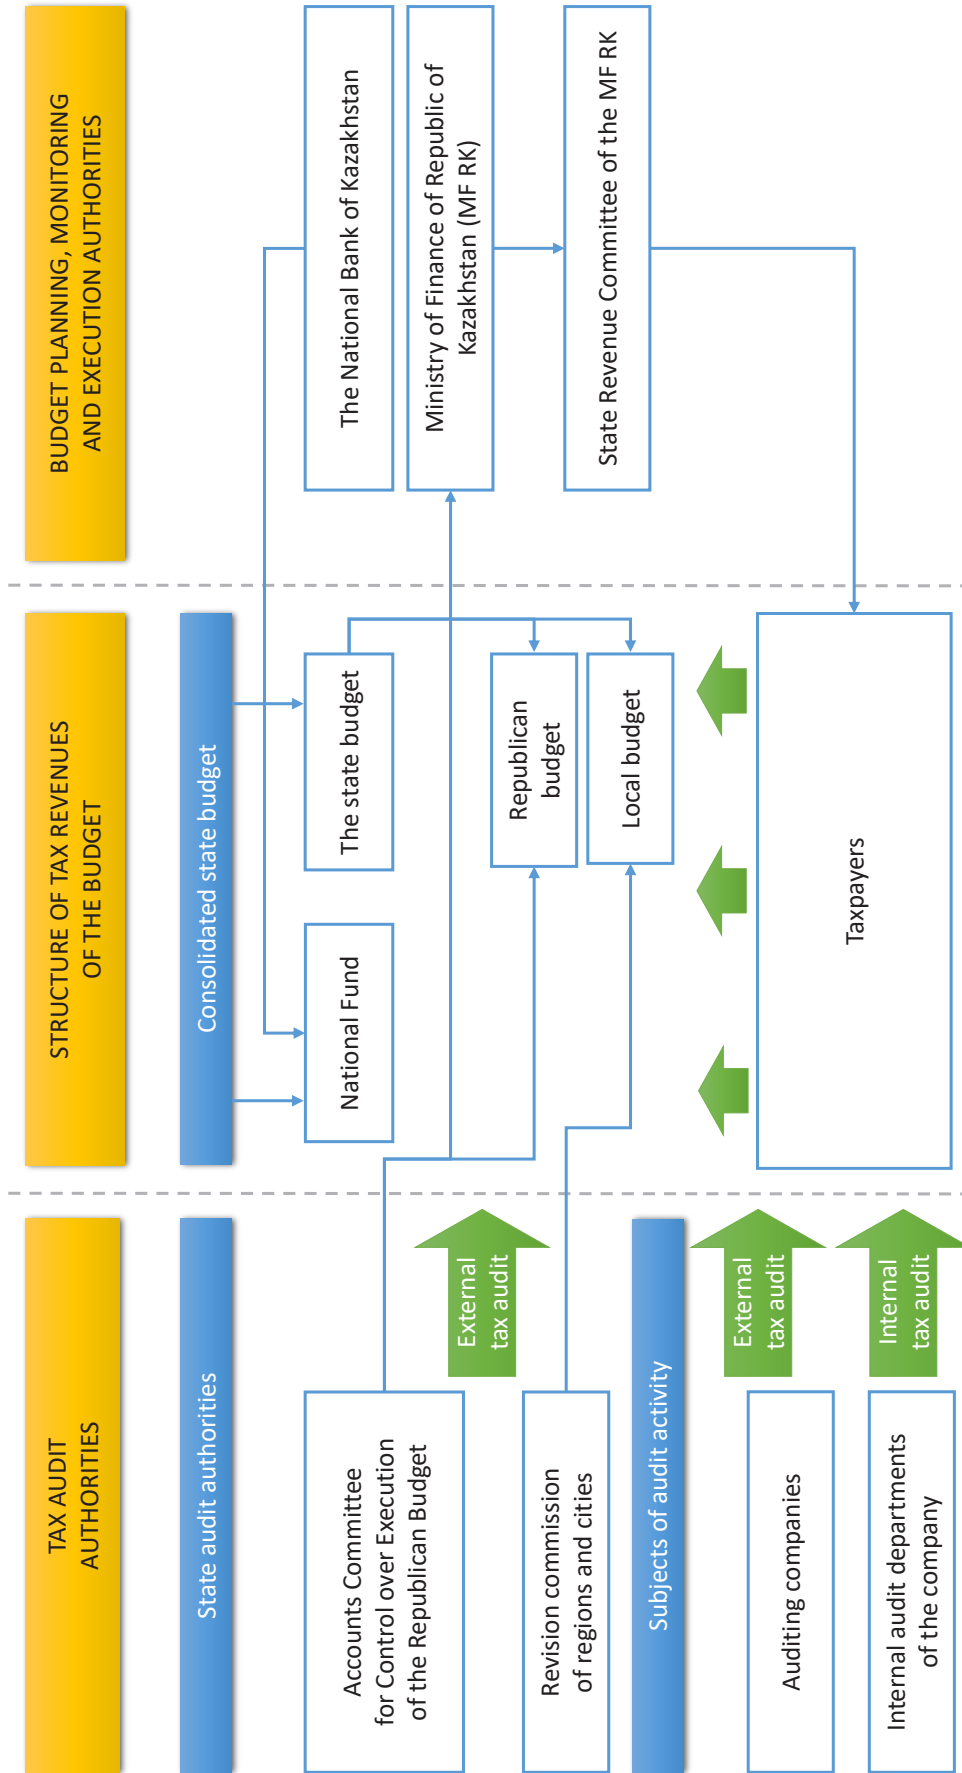 TAX AUDIT
AUTHORITIES
State audit authorities
Accounts Committee
for Control over Execution
of the Republican Budget
External
tax audit
Revision commission
of regions and cities
Subjects of audit activity
Auditing companies
External
tax audit
Internal audit departments
of the company
Internal
tax audit
STRUCTURE OF TAX REVENUES
OF THE BUDGET
Consolidated state budget
National Fund
The state budget
Republican
budget
Local budget
Taxpayers
BUDGET PLANNING, MONITORING
AND EXECUTION AUTHORITIES
The National Bank of Kazakhstan
Ministry of Finance of Republic of
Kazakhstan (MF RK)
State Revenue Committee of the MF RK